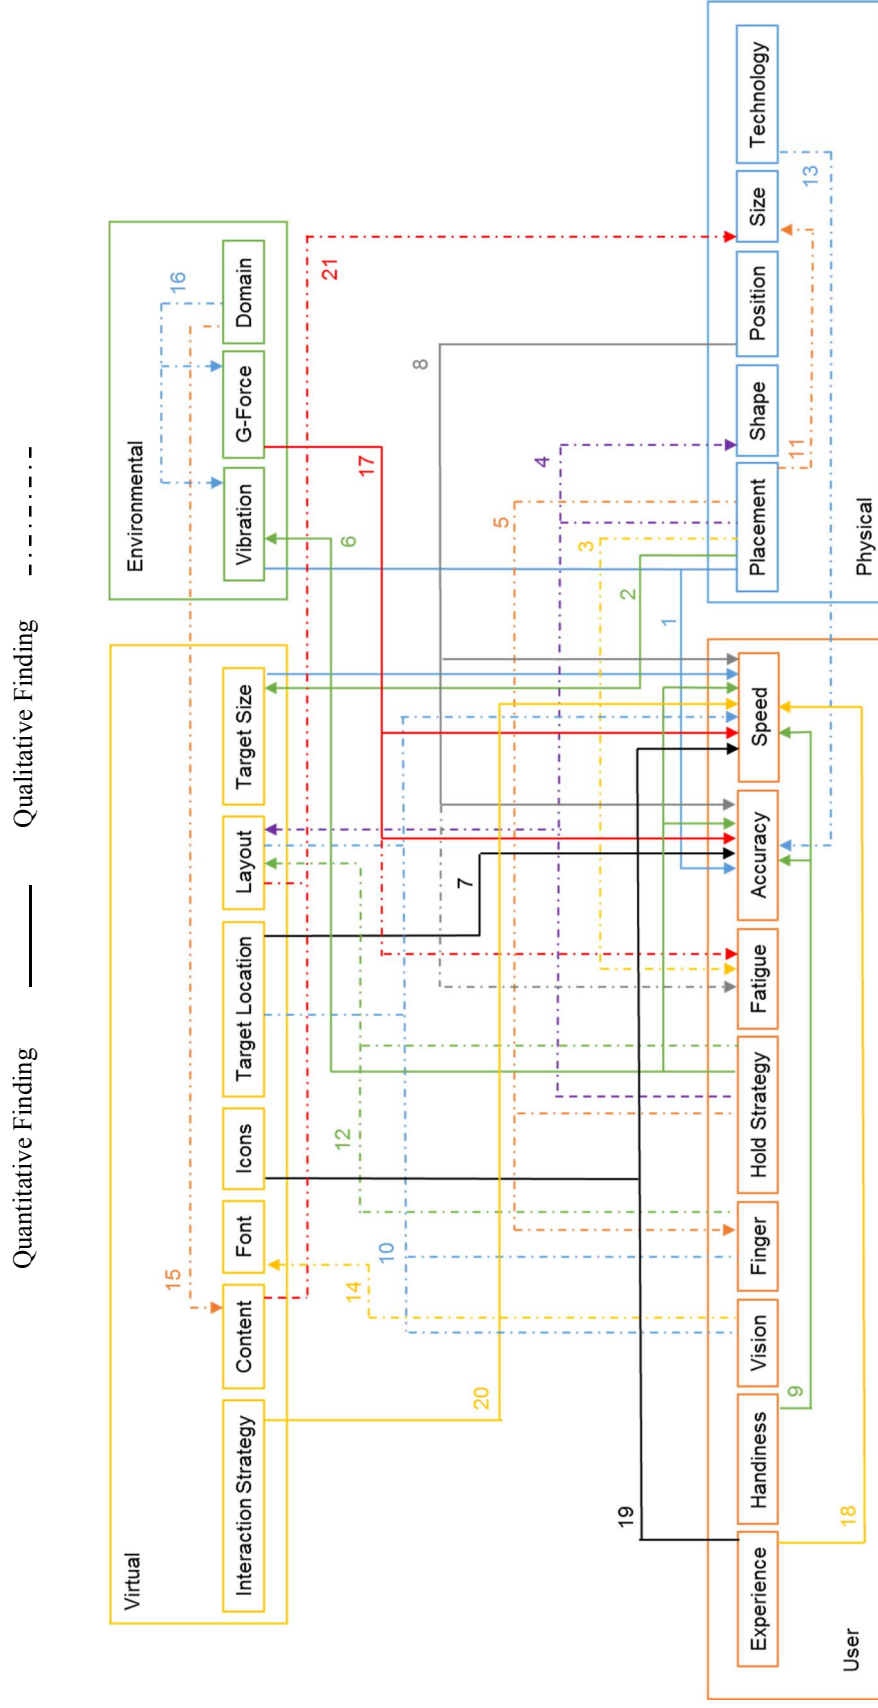 Quantitative Finding
Qualitative Finding
Virtual
Interaction Strategy
Content
Font
Icons
Target Location
Layout
Target Size
Environmental
Vibration
G-Force
Domain
15
16
14
10
12
6
17
21
20
7
8
5
4
3
2
1
19
Experience
Handiness
Vision
Finger
Hold Strategy
Fatigue
Accuracy
Speed
Placement
Shape
Position
Size
Technology
9
18
11
13
User
Physical